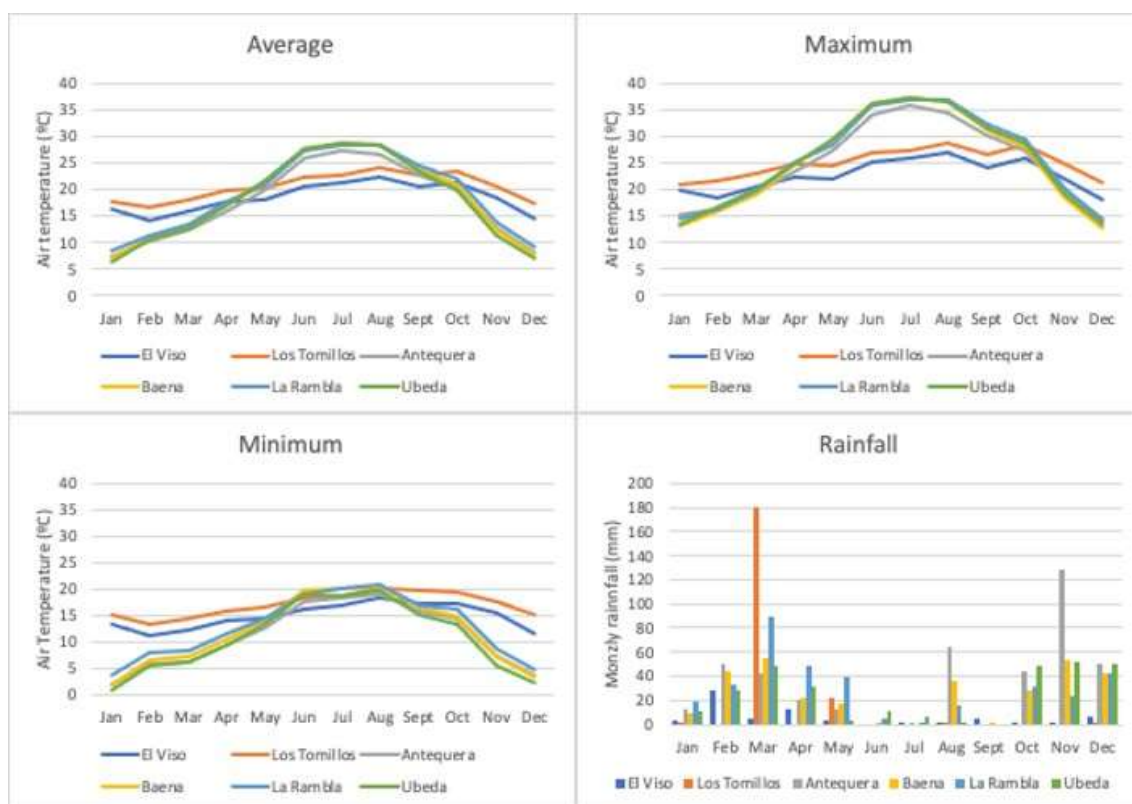 Average
Air temperature (ºC)
40
35
30
25
20
15
10
5
0
Jan Feb Mar Apr May Jun Jul Aug Sept Oct Nov Dec
El Viso Los Tomillos Antequera
Baena La Rambla Ubeda
Maximum
Air temperature (ºC)
40
35
30
25
20
15
10
5
0
Jan Feb Mar Apr May Jun Jul Aug Sept Oct Nov Dec
El Viso Los Tomillos Antequera
Baena La Rambla Ubeda
Minimum
Air Temperature (ºC)
40
35
30
25
20
15
10
5
0
Jan Feb Mar Apr May Jun Jul Aug Sept Oct Nov Dec
El Viso Los Tomillos Antequera
Baena La Rambla Ubeda
Rainfall
Monzly rainnfall (mm)
200
180
160
140
120
100
80
60
40
20
0
Jan Feb Mar Apr May Jun Jul Aug Sept Oct Nov Dec
El Viso Los Tomillos Antequera Baena La Rambla Ubeda